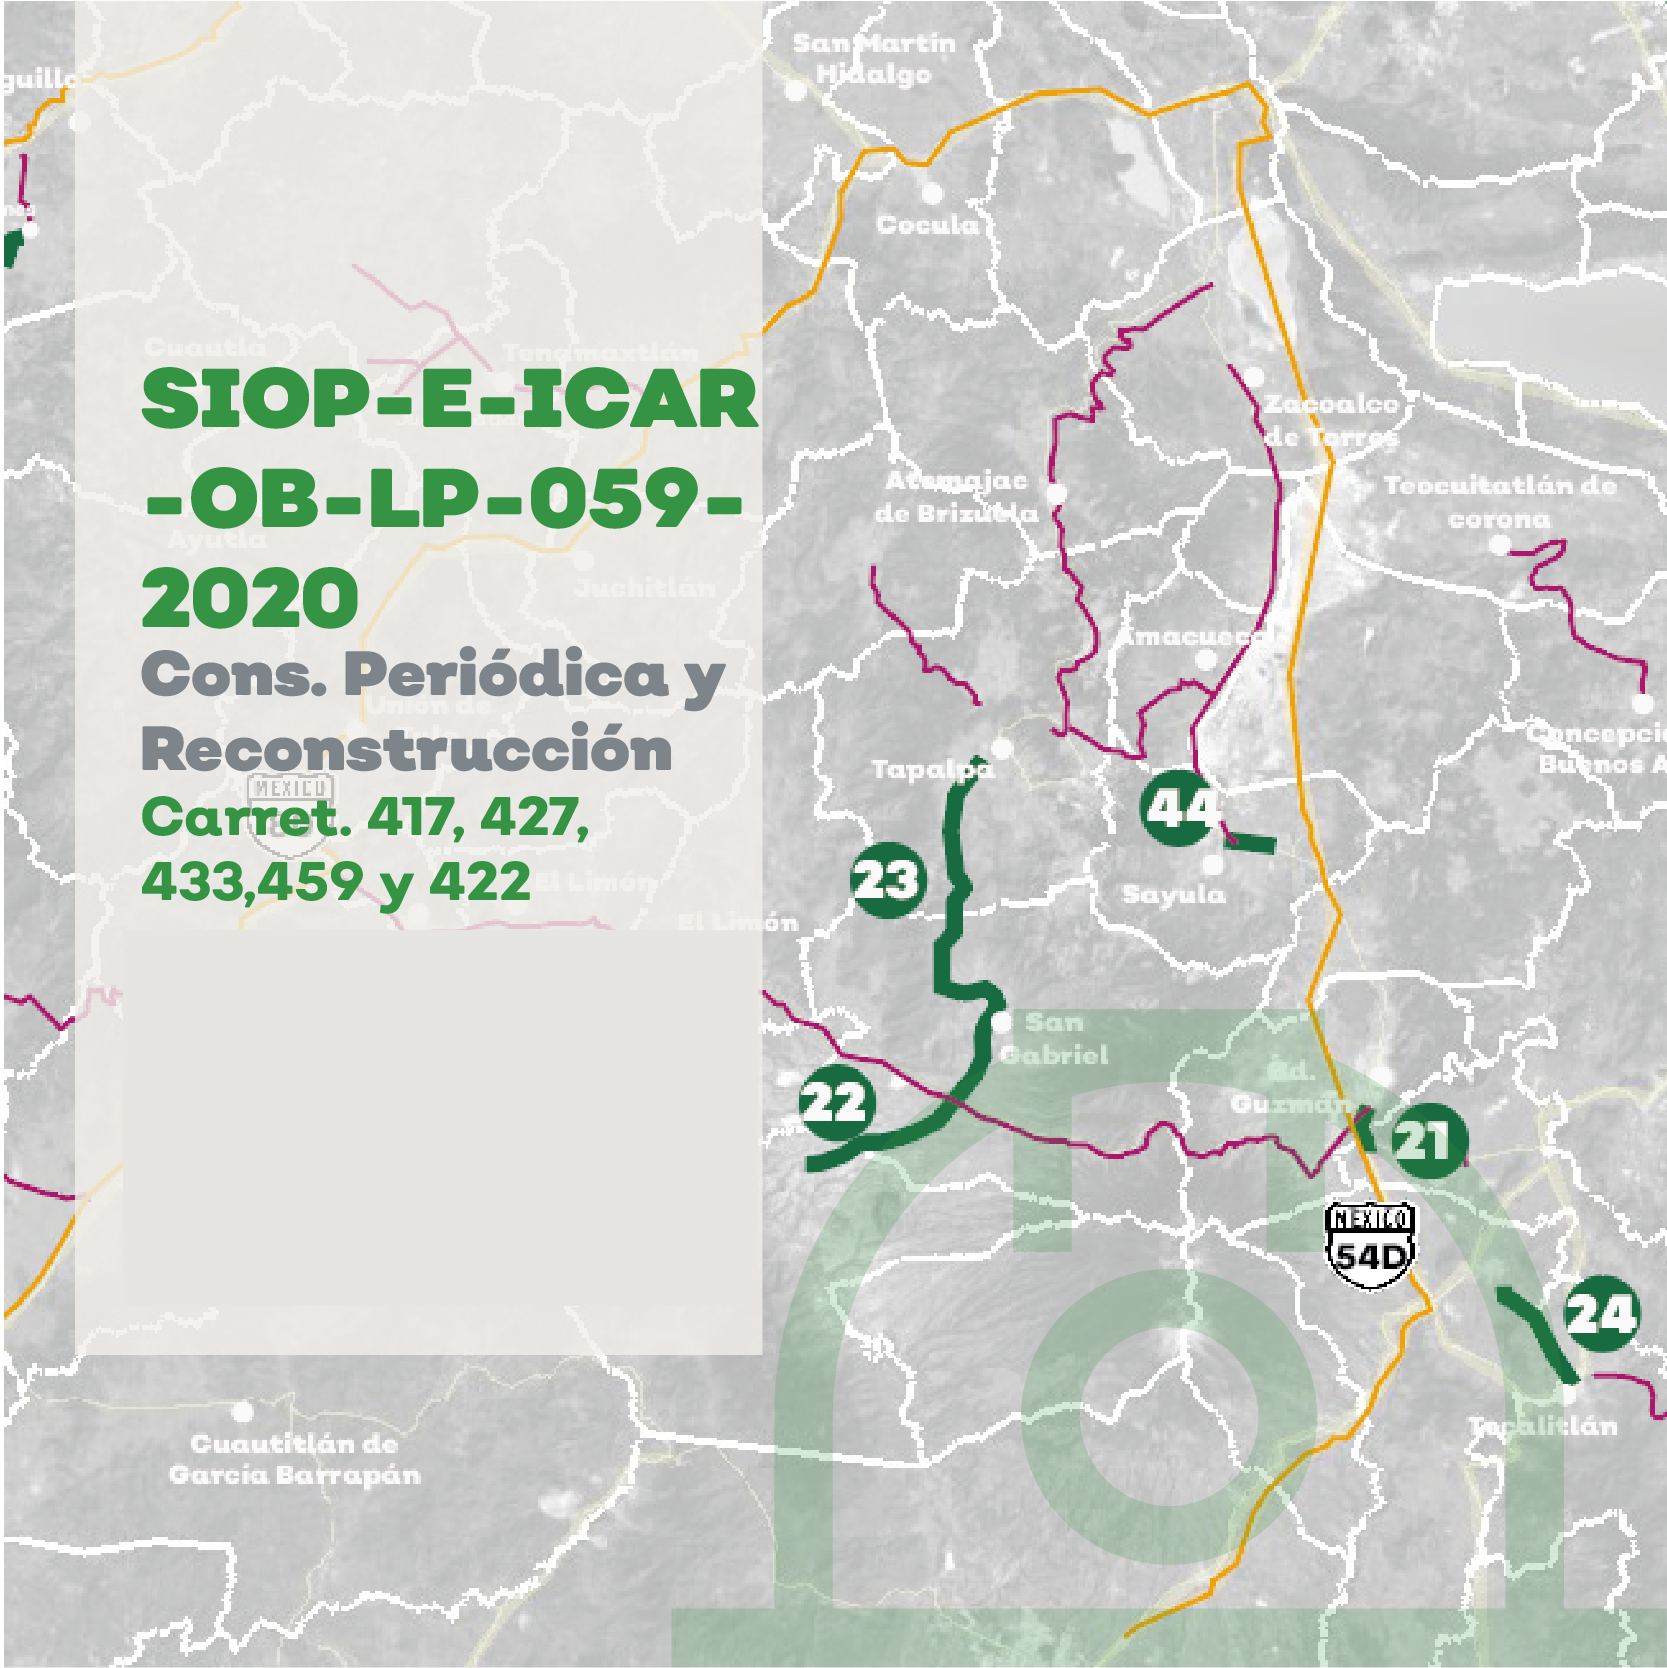 SIOP-E-ICAR
-OB-LP-059-
2020
Cons. Periódica y
Reconstrucción
Carret. 417, 427,
433,459 y 422
guillo
San Martín
Hidalgo
Cocula
Cuautla
Tenamaxtlán
Zacoalco
de Torres
Atemajac
de Brizuela
Teocuitatlán de
corona
Ayutla
Juchitlán
Amacueca
Unión de
Concepci
Buenos A
Tapalpa
MEXICO
44
23
Sayula
El Limón
El Limón
San
Gabriel
Cd.
Guzmán
22
21
MEXICO
54D
24
Tecalitlán
Cuautitlán de
García Barrapán